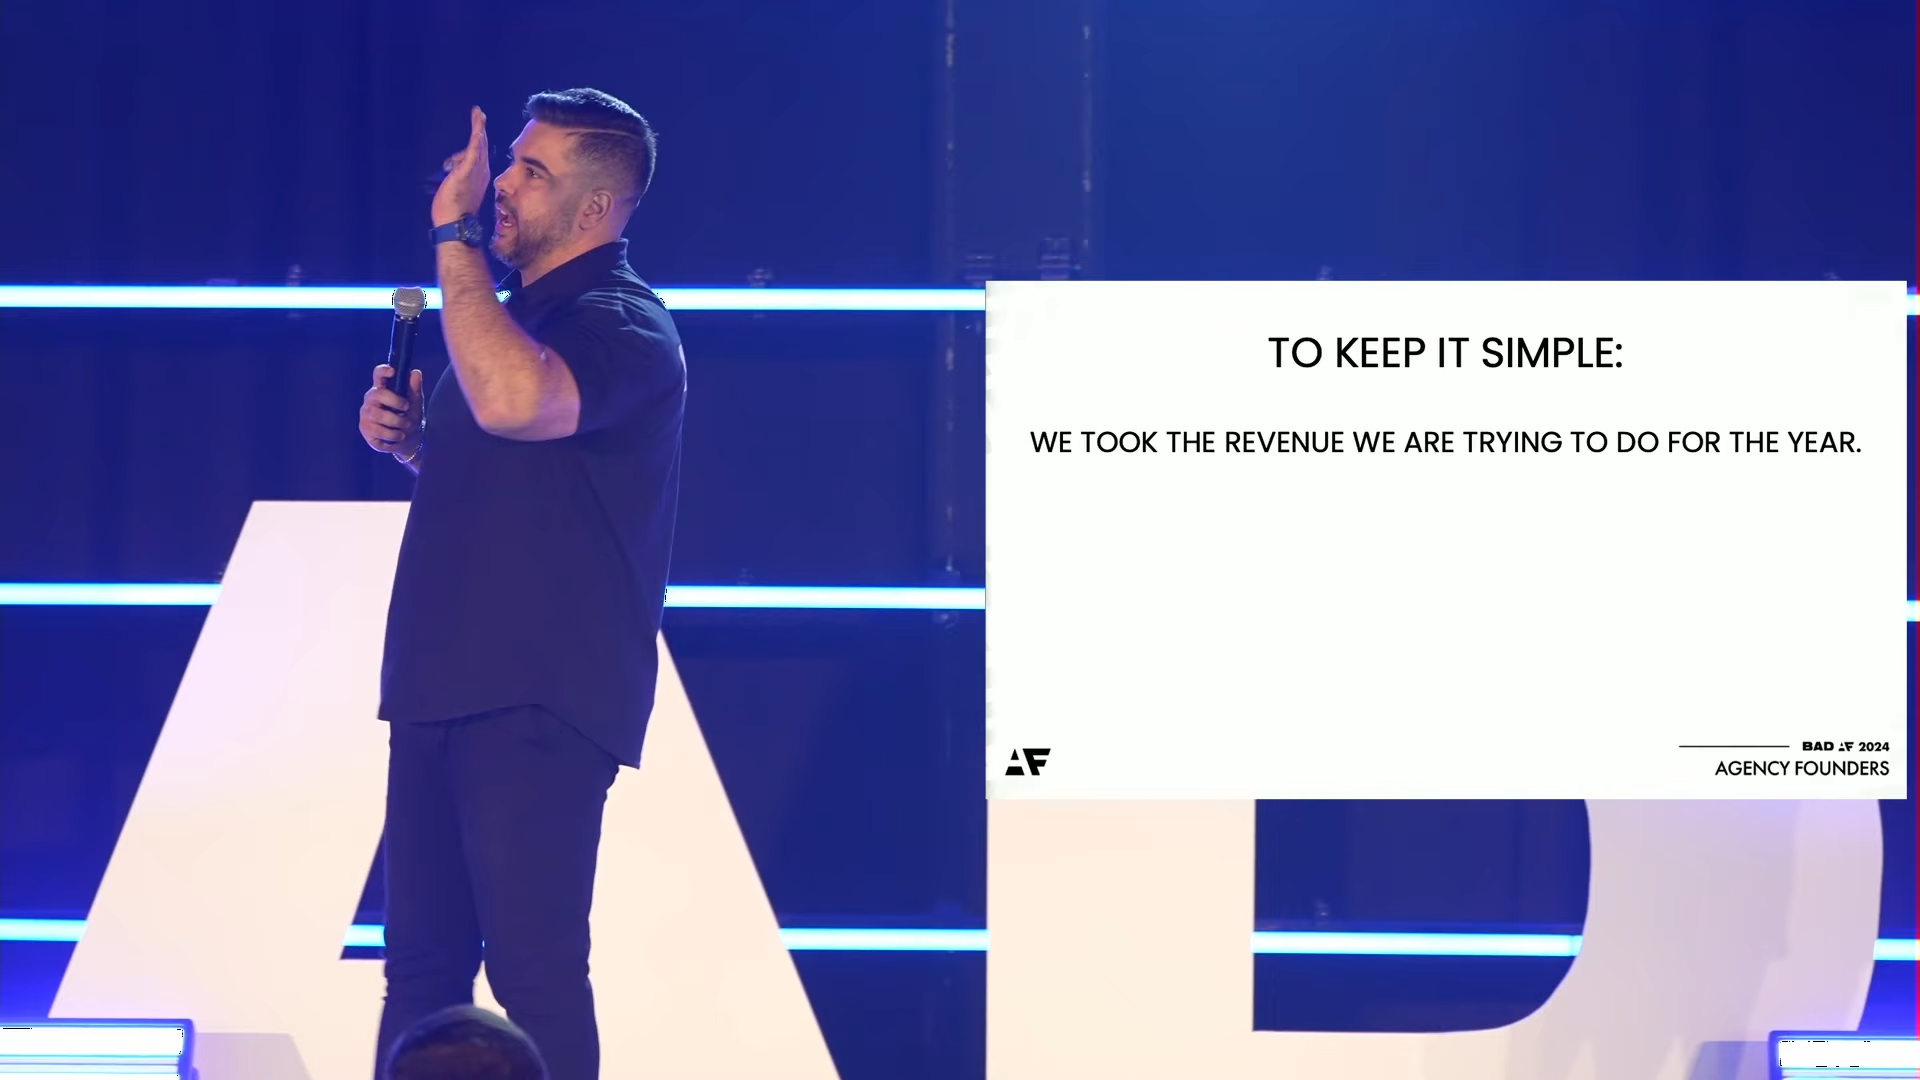 TO KEEP IT SIMPLE:
WE TOOK THE REVENUE WE ARE TRYING TO DO FOR THE YEAR.
AF
BAD AF 2024
AGENCY FOUNDERS
AD